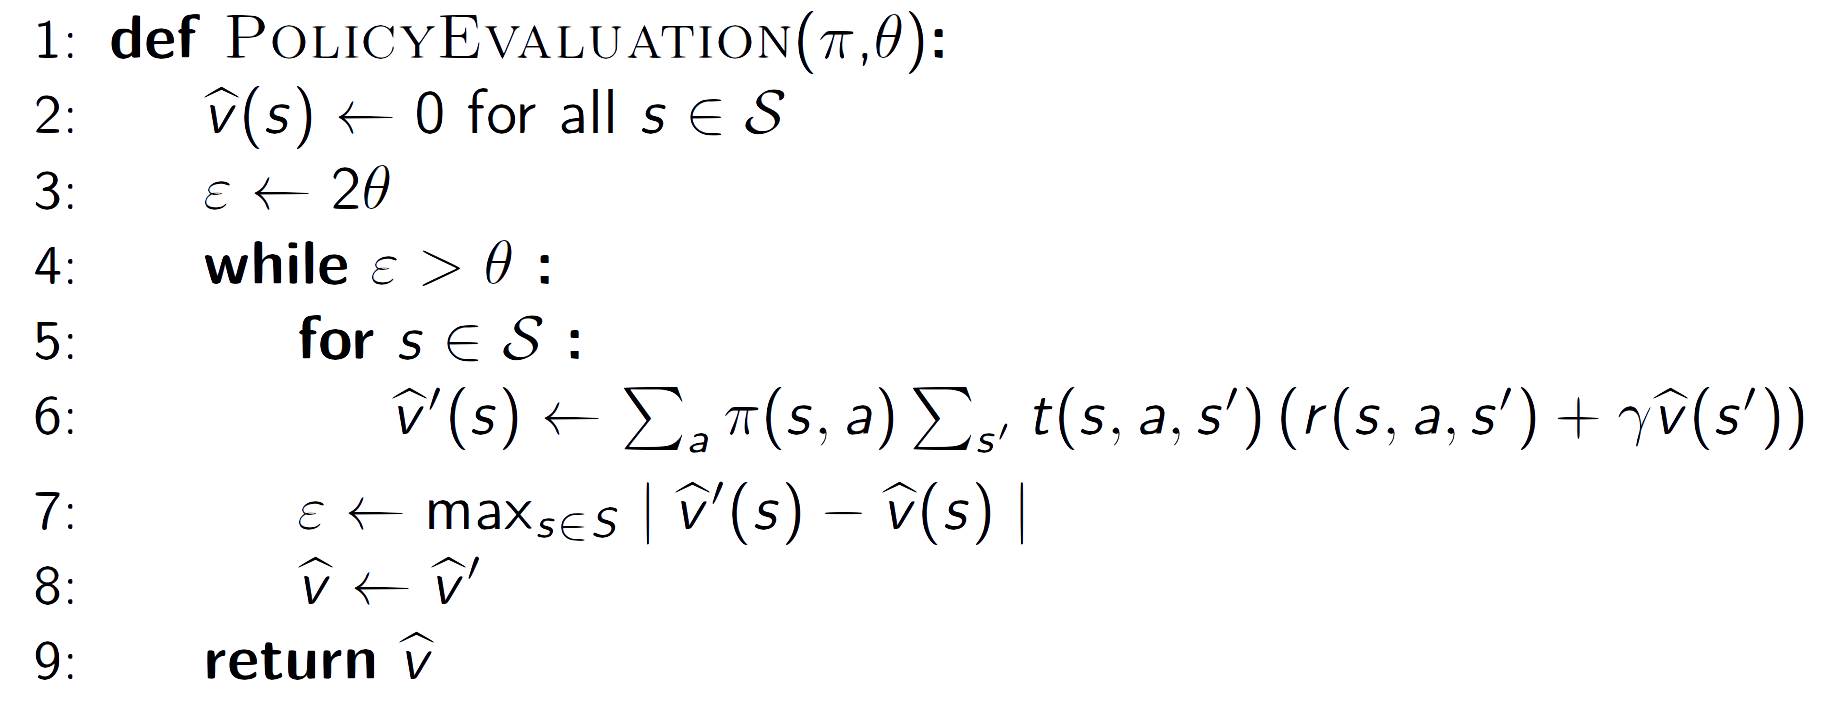 1: def POLICYEVALUATION(π,θ):
2: v̂(s) ← 0 for all s ∈ 𝒮
3: ε ← 2θ
4: while ε > θ :
5: for s ∈ 𝒮 :
6: v̂′(s) ← ∑ₐ π(s, a) ∑ₛ′ t(s, a, s′) (r(s, a, s′) + γv̂(s′))
7: ε ← maxₛ∈S | v̂′(s) − v̂(s) |
8: v̂ ← v̂′
9: return v̂